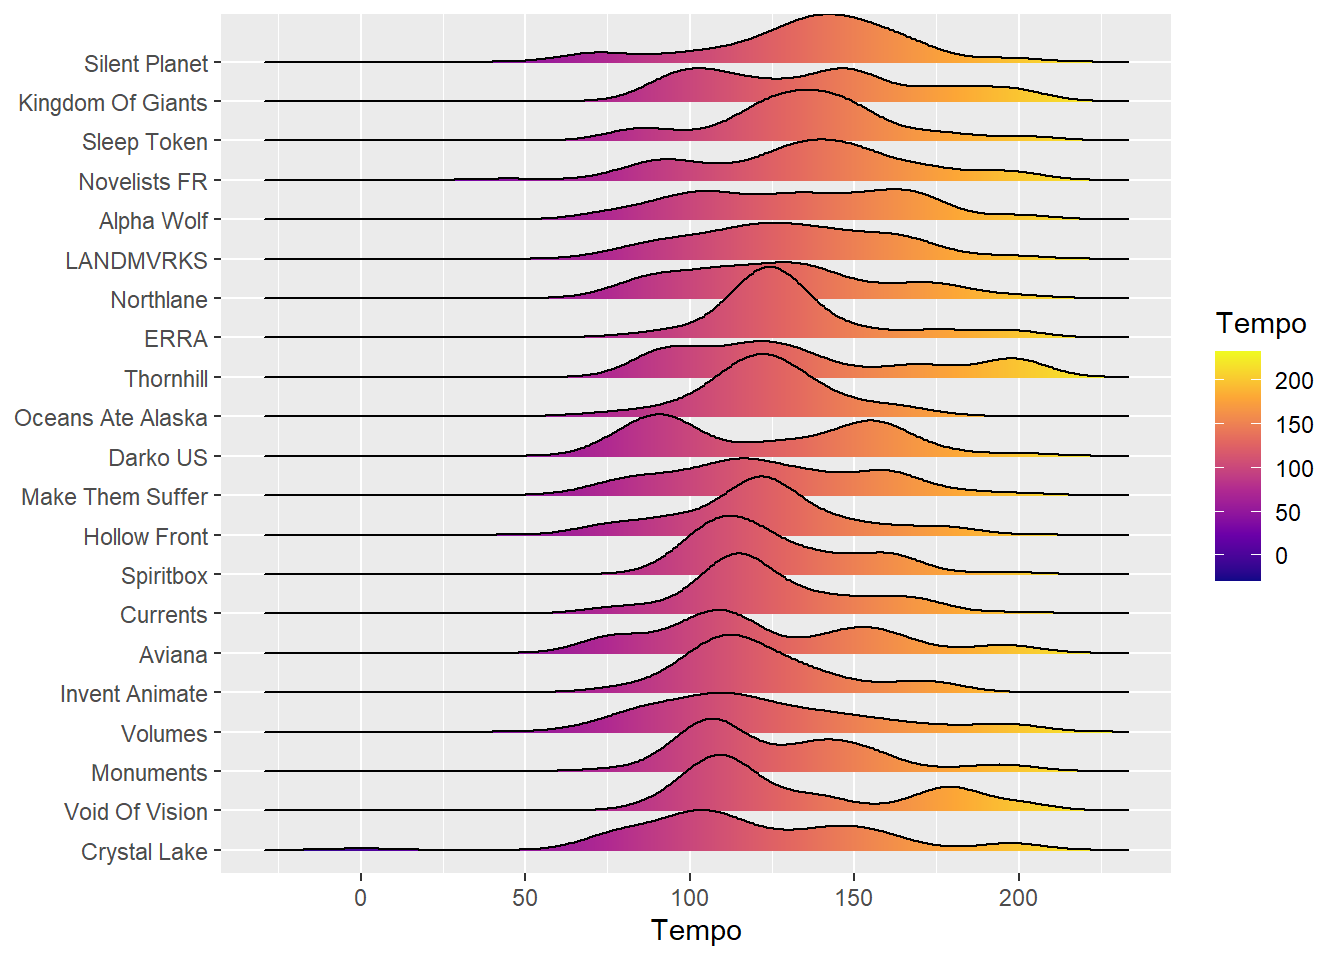 Silent Planet
Kingdom Of Giants
Sleep Token
Novelists FR
Alpha Wolf
LANDMVRKS
Northlane
ERRA
Thornhill
Oceans Ate Alaska
Darko US
Make Them Suffer
Hollow Front
Spiritbox
Currents
Aviana
Invent Animate
Volumes
Monuments
Void Of Vision
Crystal Lake
0 50 100 150 200
Tempo
Tempo
200
150
100
50
0